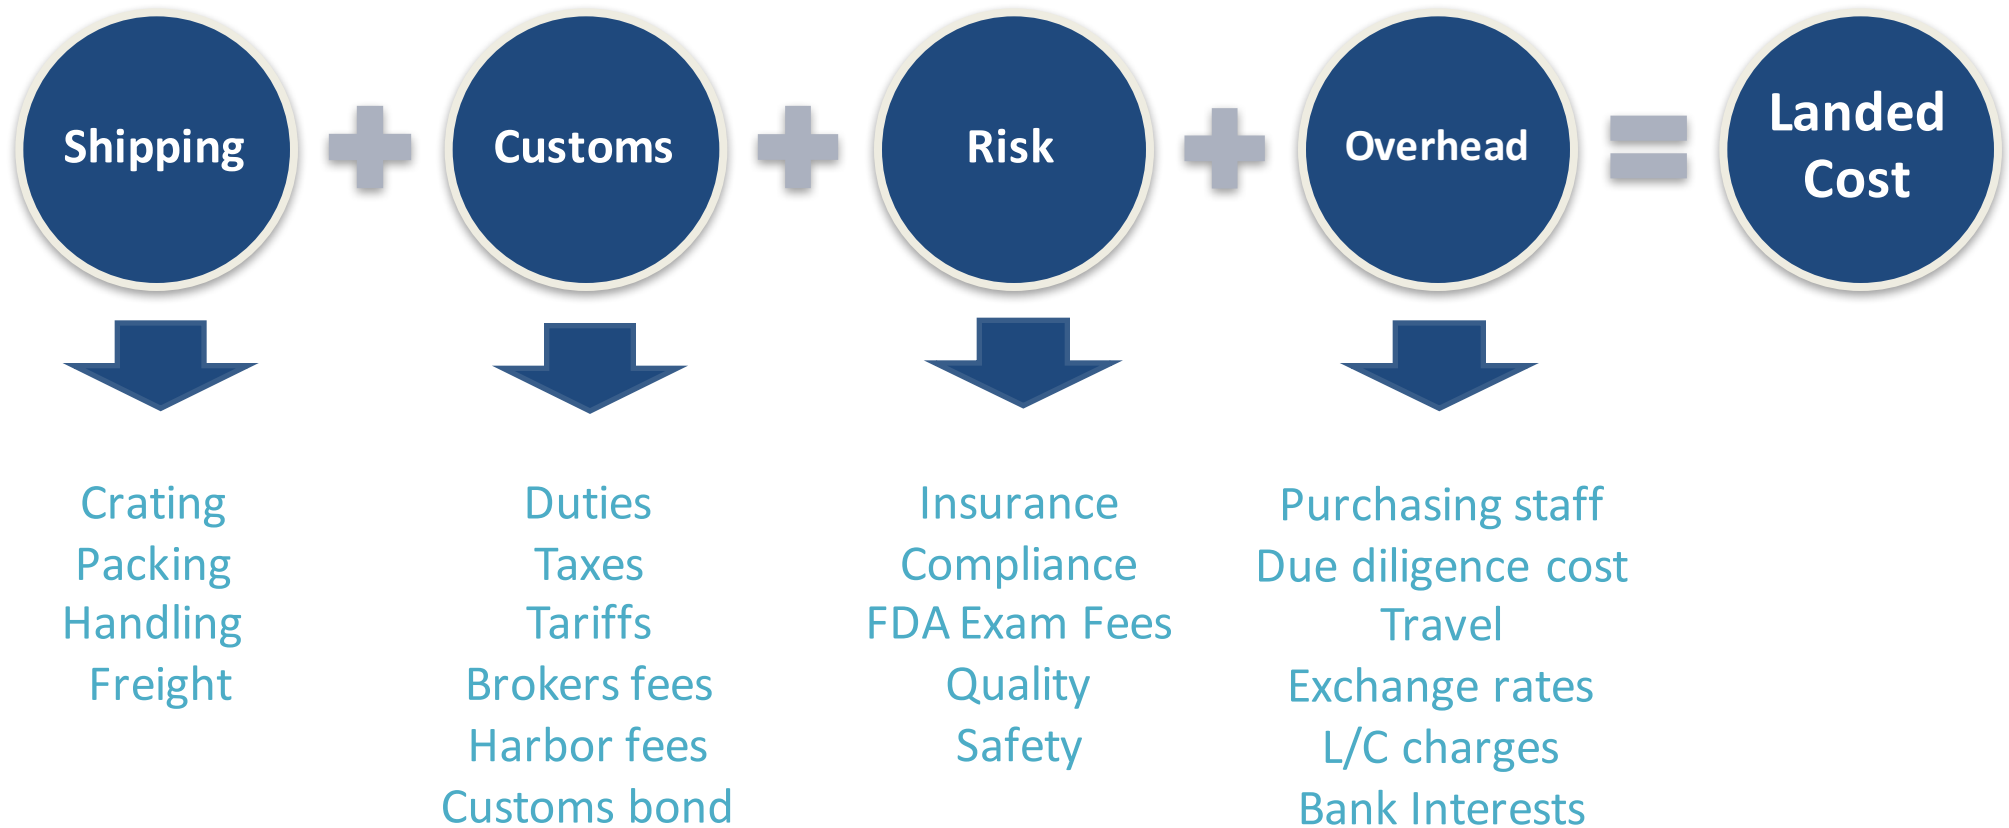 Shipping
Customs
Risk
Overhead
Landed
Cost
Crating
Packing
Handling
Freight
Duties
Taxes
Tariffs
Brokers fees
Harbor fees
Customs bond
Insurance
Compliance
FDA Exam Fees
Quality
Safety
Purchasing staff
Due diligence cost
Travel
Exchange rates
L/C charges
Bank Interests